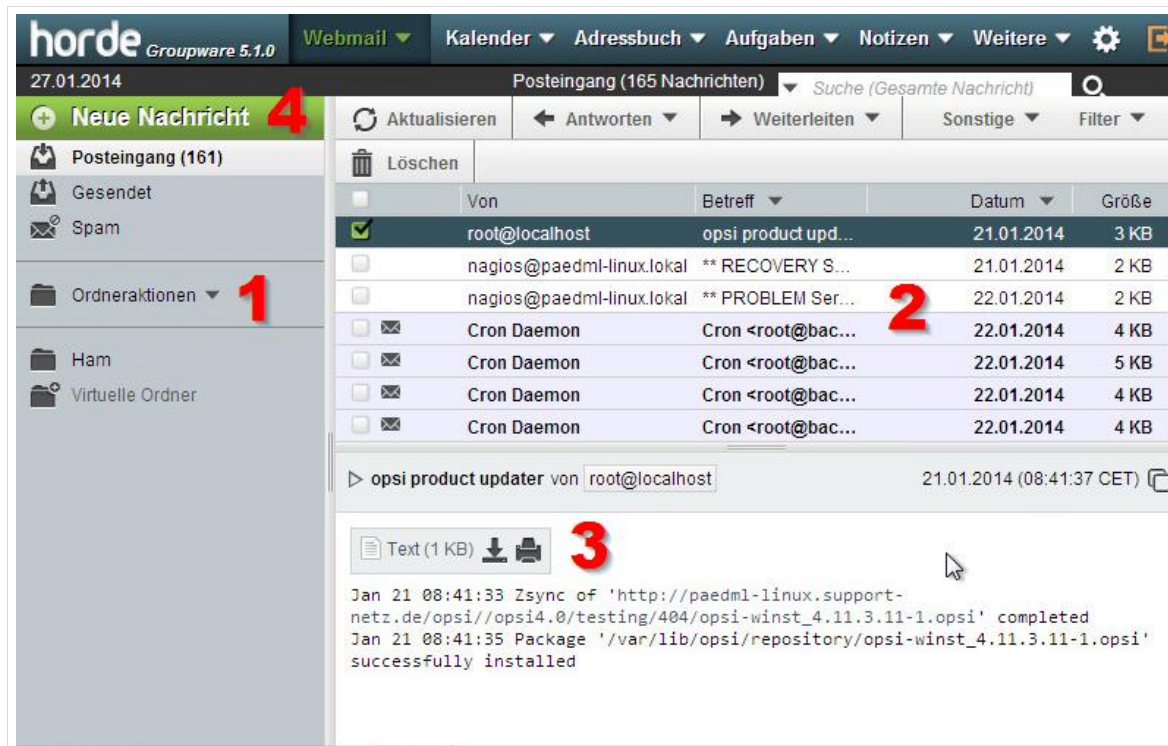 horde Groupware 5.1.0 Webmail Kalender Adressbuch Aufgaben Notizen Weitere
27.01.2014 Posteingang (165 Nachrichten) Suche (Gesamte Nachricht)
Neue Nachricht 4 Aktualisieren Antworten Weiterleiten Sonstige Filter
Posteingang (161) Löschen
Gesendet
Spam
Ordneraktionen 1
Ham
Virtuelle Ordner
Von Betreff Datum Größe
root@localhost opsi product upd... 21.01.2014 3 KB
nagios@paedml-linux.lokal ** RECOVERY S... 21.01.2014 2 KB
nagios@paedml-linux.lokal ** PROBLEM Ser... 22.01.2014 2 KB
2
Cron Daemon Cron <root@bac... 22.01.2014 4 KB
Cron Daemon Cron <root@bac... 22.01.2014 5 KB
Cron Daemon Cron <root@bac... 22.01.2014 4 KB
Cron Daemon Cron <root@bac... 22.01.2014 4 KB
opsi product updater von root@localhost 21.01.2014 (08:41:37 CET)
Text (1 KB) 3
Jan 21 08:41:33 Zsync of 'http://paedml-linux.support-
netz.de/opsi//opsi4.0/testing/404/opsi-winst_4.11.3.11-1.opsi' completed
Jan 21 08:41:35 Package '/var/lib/opsi/repository/opsi-winst_4.11.3.11-1.opsi'
successfully installed